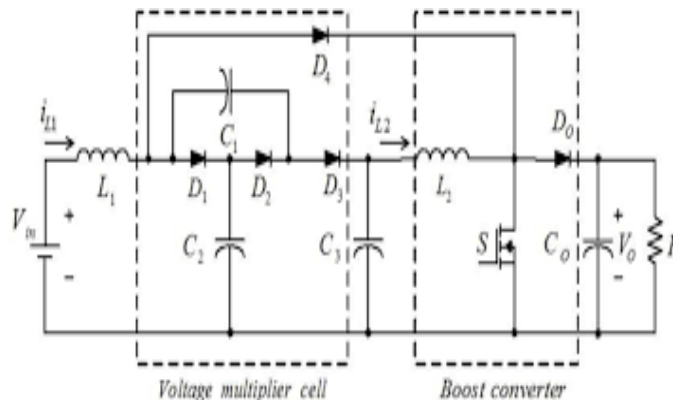 D4
iL1
C1
iL2
DO
L1
D1
D2
D3
L2
Vin
+
−
C2
C3
S
CO
+
VO
−
Voltage multiplier cell
Boost converter